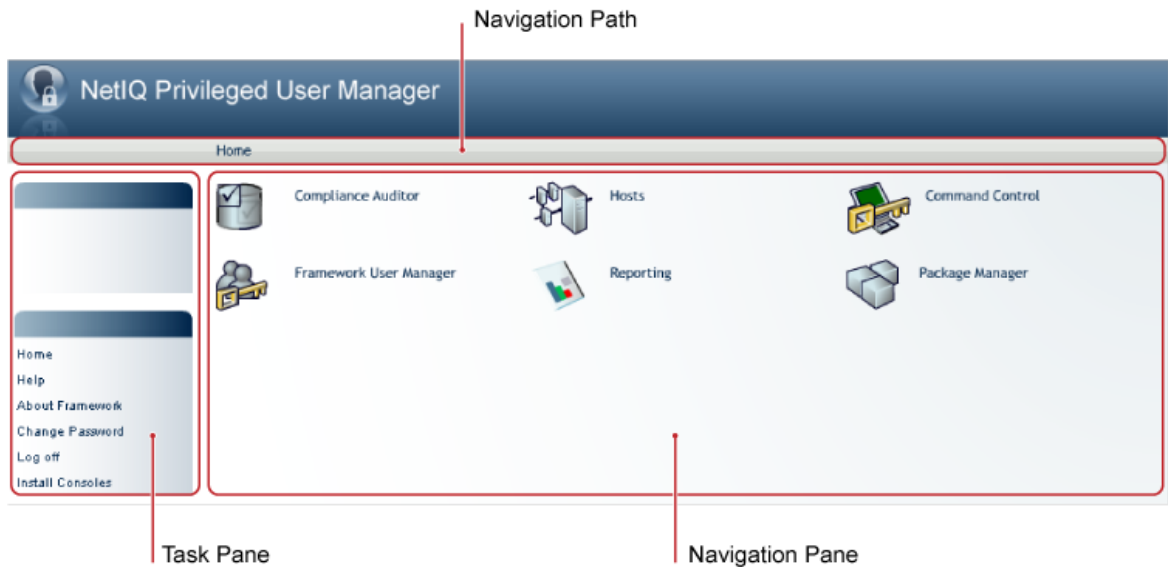 Navigation Path
NetIQ Privileged User Manager
Home
Compliance Auditor
Hosts
Command Control
Framework User Manager
Reporting
Package Manager
Home
Help
About Framework
Change Password
Log off
Install Consoles
Task Pane
Navigation Pane